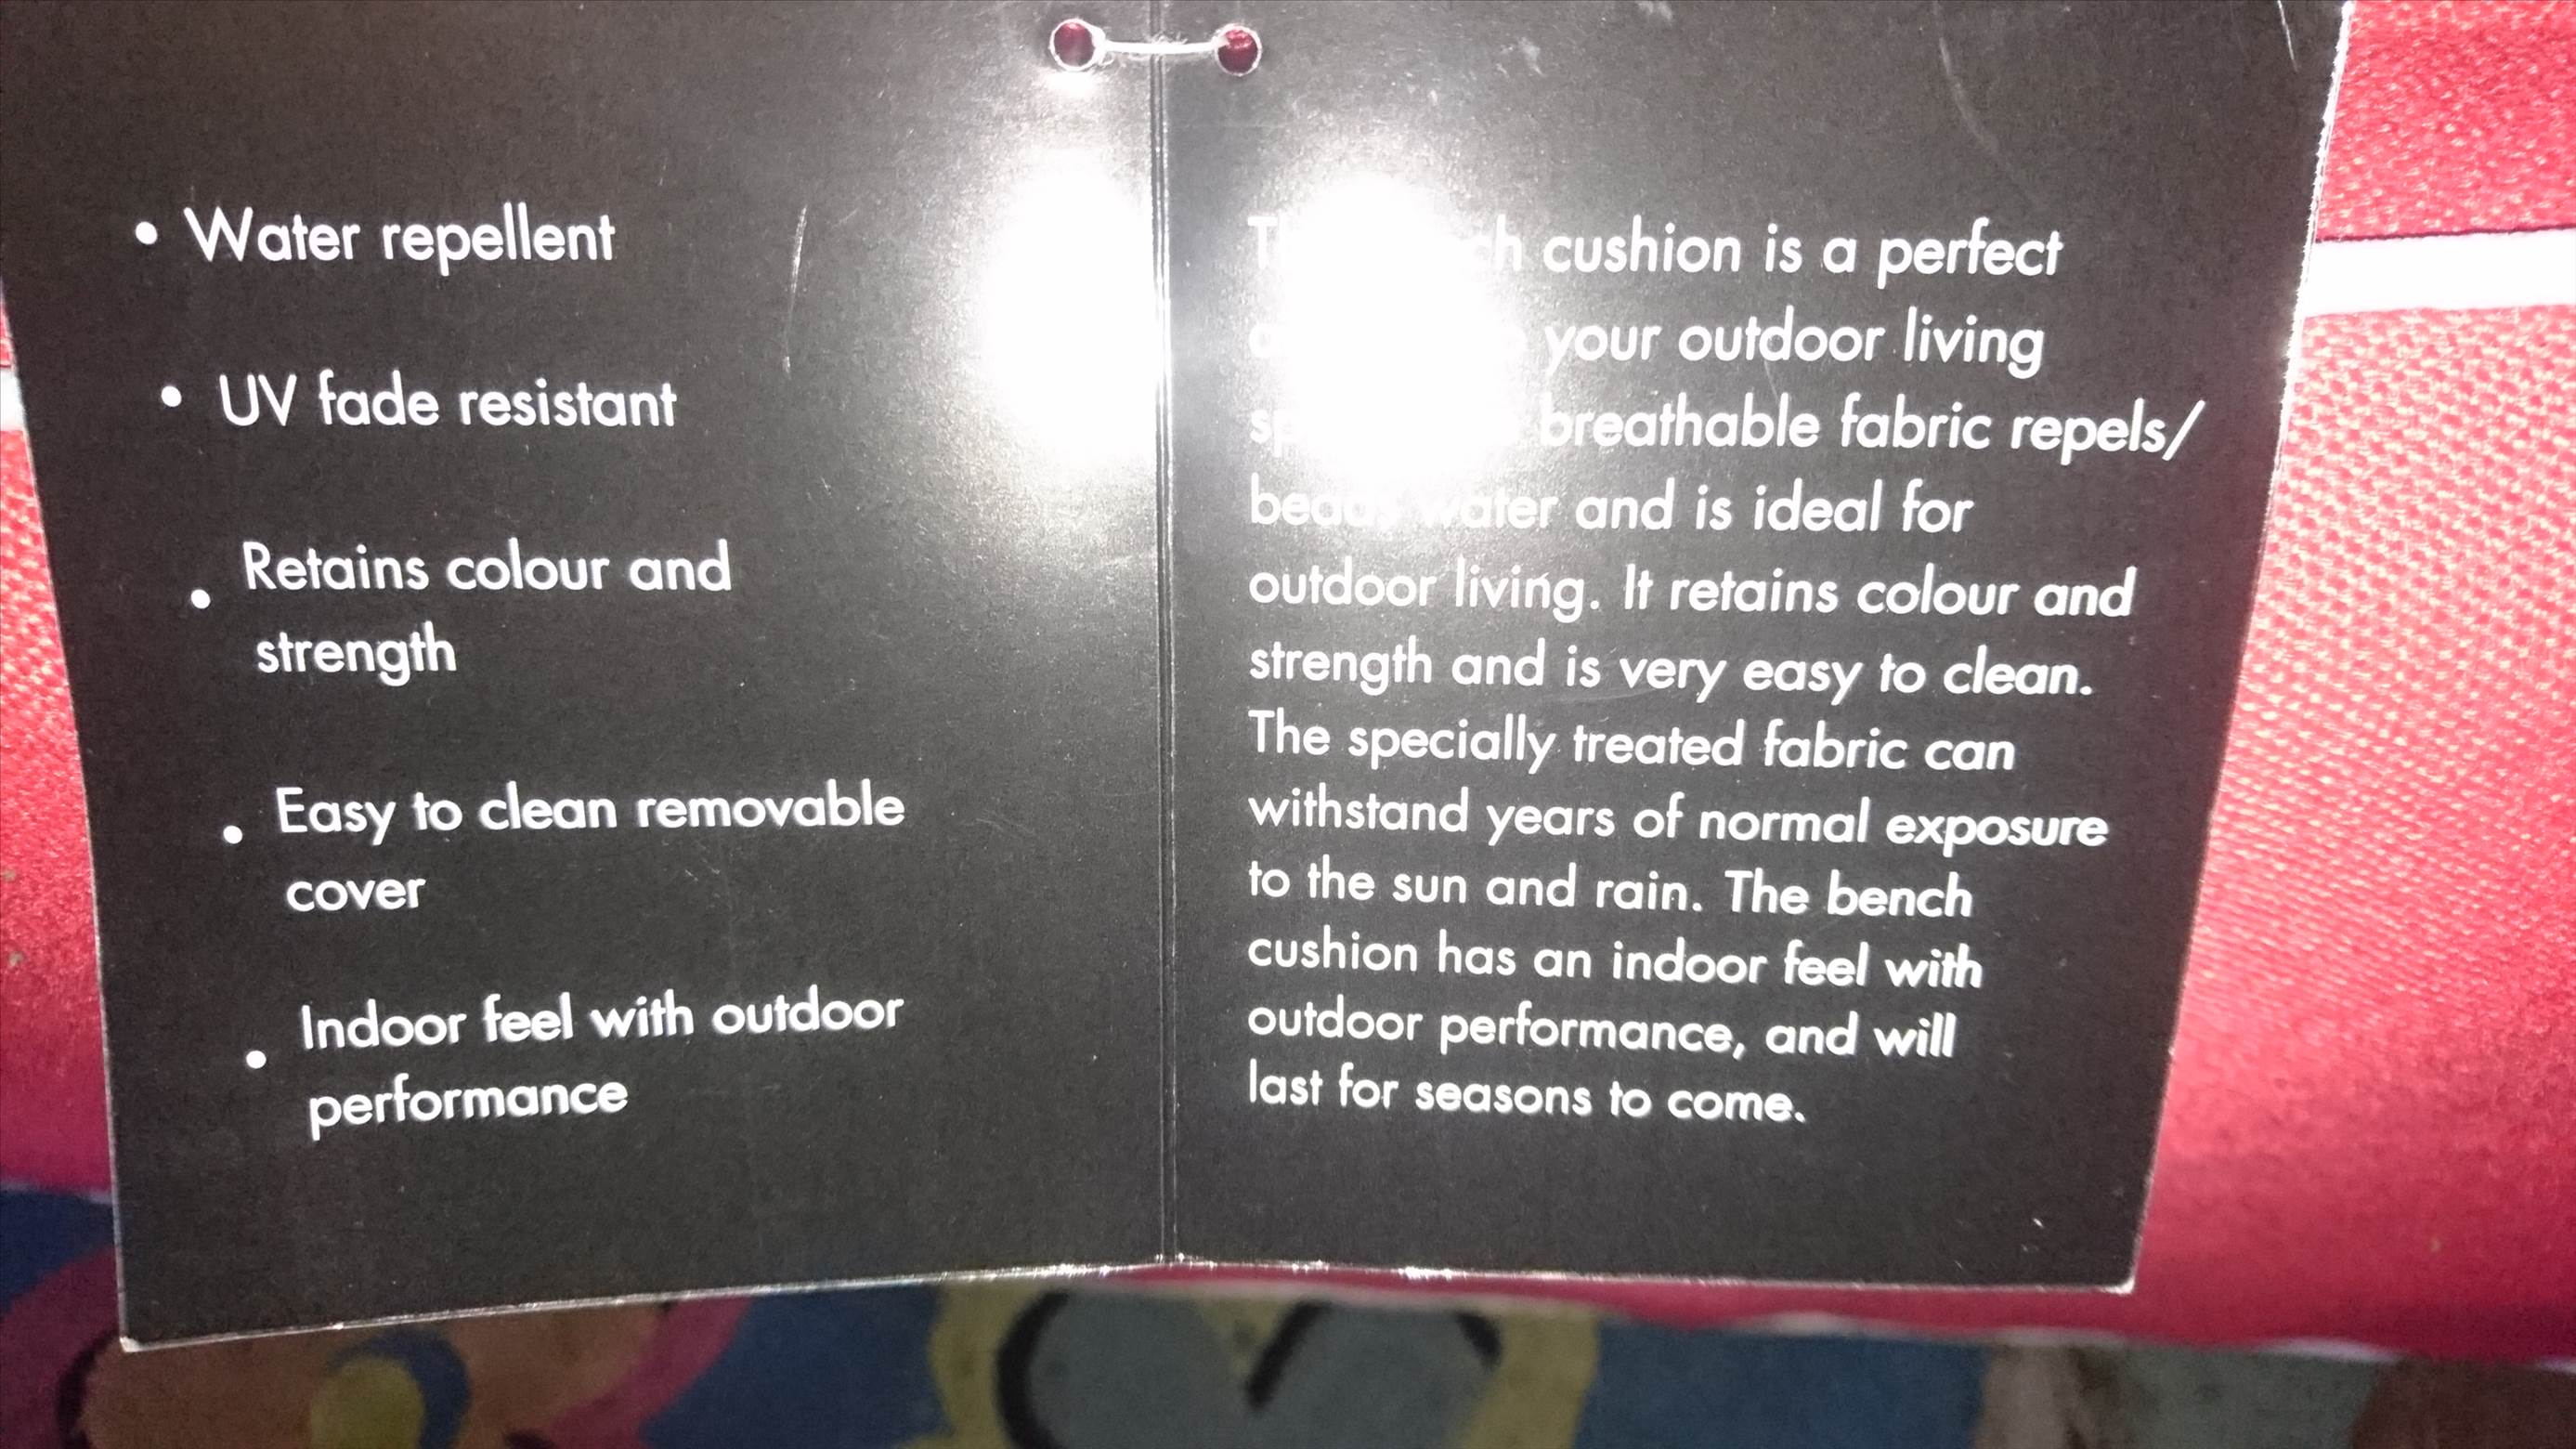 • Water repellent
• UV fade resistant
• Retains colour and
strength
• Easy to clean removable
cover
• Indoor feel with outdoor
performance
cushion is a perfect
your outdoor living
breathable fabric repels/
beads water and is ideal for
outdoor living. It retains colour and
strength and is very easy to clean.
The specially treated fabric can
withstand years of normal exposure
to the sun and rain. The bench
cushion has an indoor feel with
outdoor performance, and will
last for seasons to come.